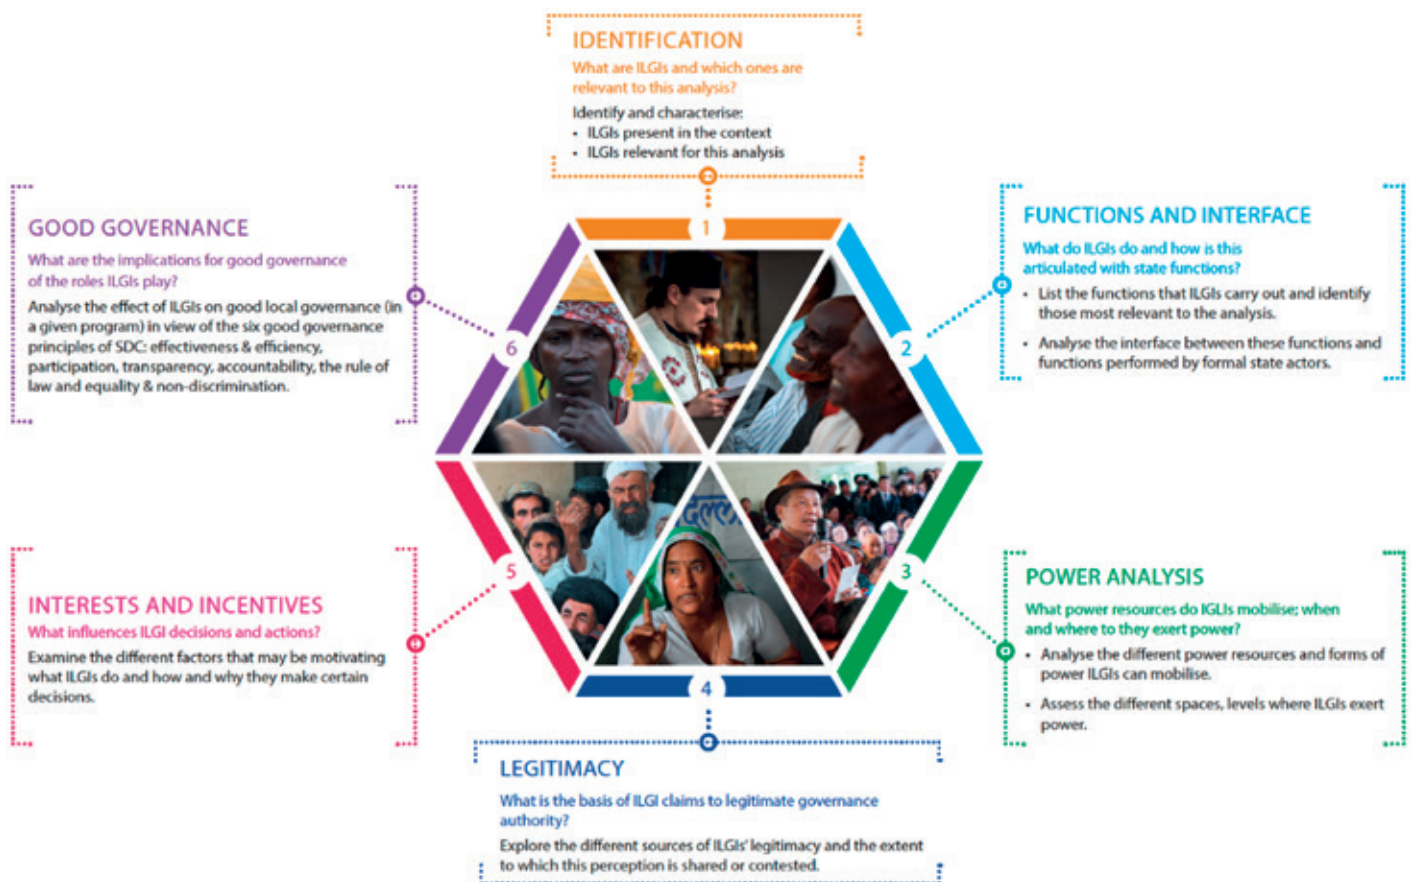 IDENTIFICATION
What are ILGIs and which ones are
relevant to this analysis?
Identify and characterise:
• ILGIs present in the context
• ILGIs relevant for this analysis
1
FUNCTIONS AND INTERFACE
What do ILGIs do and how is this
articulated with state functions?
• List the functions that ILGIs carry out and identify
those most relevant to the analysis.
• Analyse the interface between these functions and
functions performed by formal state actors.
2
POWER ANALYSIS
What power resources do IGLIs mobilise; when
and where to they exert power?
• Analyse the different power resources and forms of
power ILGIs can mobilise.
• Assess the different spaces, levels where ILGIs exert
power.
3
LEGITIMACY
What is the basis of ILGI claims to legitimate governance
authority?
Explore the different sources of ILGIs' legitimacy and the extent
to which this perception is shared or contested.
4
INTERESTS AND INCENTIVES
What influences ILGI decisions and actions?
Examine the different factors that may be motivating
what ILGIs do and how and why they make certain
decisions.
5
GOOD GOVERNANCE
What are the implications for good governance
of the roles ILGIs play?
Analyse the effect of ILGIs on good local governance (in
a given program) in view of the six good governance
principles of SDC: effectiveness & efficiency,
participation, transparency, accountability, the rule of
law and equality & non-discrimination.
6